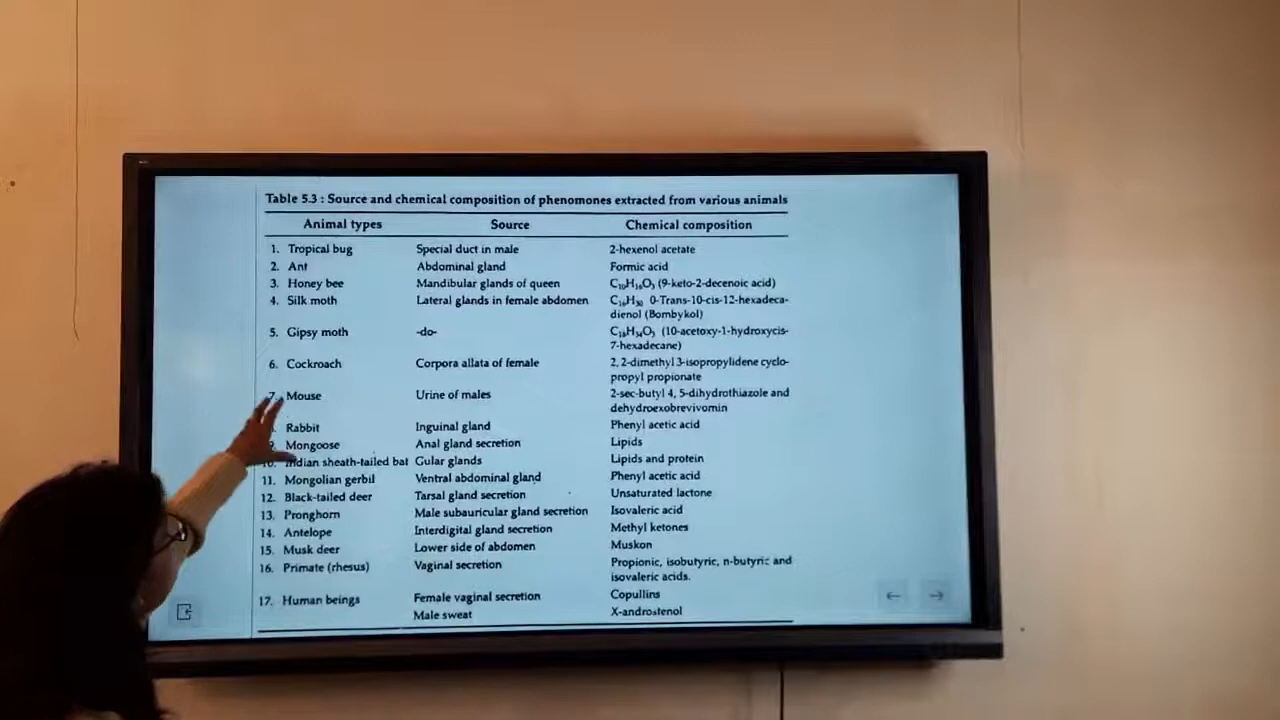 Table 5.3 : Source and chemical composition of phenomones extracted from various animals
Animal types Source Chemical composition
1. Tropical bug Special duct in male 2-hexenol acetate
2. Ant Abdominal gland Formic acid
3. Honey bee Mandibular glands of queen C₁₀H₁₆O₃ (9-keto-2-decenoic acid)
4. Silk moth Lateral glands in female abdomen C₁₆H₃₀ 0-Trans-10-cis-12-hexadeca-
dienol (Bombykol)
5. Gipsy moth -do- C₁₈H₃₄O₃ (10-acetoxy-1-hydroxycis-
7-hexadecane)
6. Cockroach Corpora allata of female 2, 2-dimethyl 3-isopropylidene cyclo-
propyl propionate
7. Mouse Urine of males 2-sec-butyl 4, 5-dihydrothiazole and
dehydroexobrevivomin
Rabbit Inguinal gland Phenyl acetic acid
9. Mongoose Anal gland secretion Lipids
10. Indian sheath-tailed bat Gular glands Lipids and protein
11. Mongolian gerbil Ventral abdominal gland Phenyl acetic acid
12. Black-tailed deer Tarsal gland secretion Unsaturated lactone
13. Pronghorn Male subauricular gland secretion Isovaleric acid
14. Antelope Interdigital gland secretion Methyl ketones
15. Musk deer Lower side of abdomen Muskon
16. Primate (rhesus) Vaginal secretion Propionic, isobutyric, n-butyric and
isovaleric acids.
17. Human beings Female vaginal secretion Copullins
Male sweat X-androstenol